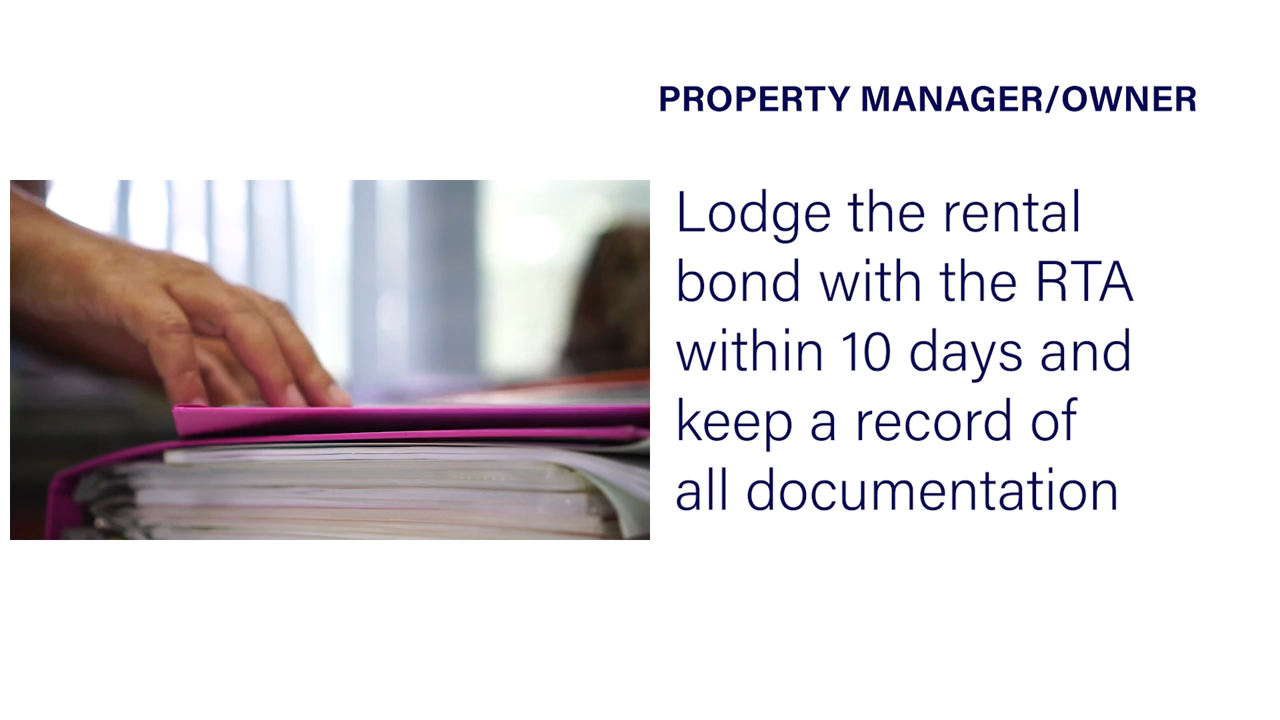 PROPERTY MANAGER/OWNER
Lodge the rental
bond with the RTA
within 10 days and
keep a record of
all documentation